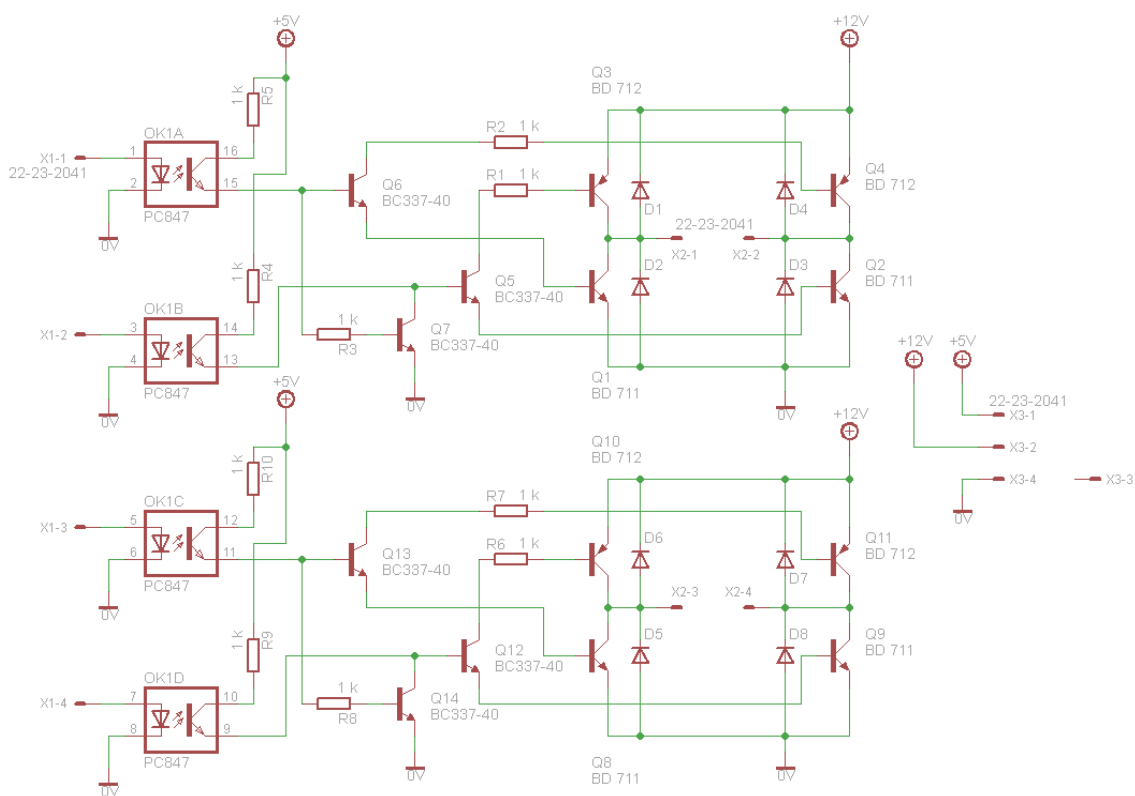 +5V
+12V
Q3
BD 712
1 k
R5
OK1A
R2
1 k
X1-1
1
16
22-23-2041
2
15
PC847
Q6
BC337-40
R1
1 k
Q4
BD 712
0V
D1
22-23-2041
D4
X2-1
X2-2
1 k
R4
D2
D3
Q5
BC337-40
Q2
BD 711
OK1B
X1-2
3
14
4
13
PC847
1 k
R3
Q7
BC337-40
+12V
+5V
+5V
0V
0V
Q1
BD 711
0V
22-23-2041
X3-1
+12V
Q10
BD 712
X3-2
1 k
R10
X3-4
X3-3
OK1C
R7
1 k
0V
X1-3
5
12
6
11
PC847
Q13
BC337-40
R6
1 k
D6
Q11
BD 712
D7
0V
X2-3
X2-4
1 k
R9
D5
D8
Q12
BC337-40
Q9
BD 711
OK1D
X1-4
7
10
8
9
PC847
1 k
R8
Q14
BC337-40
0V
0V
Q8
BD 711
0V